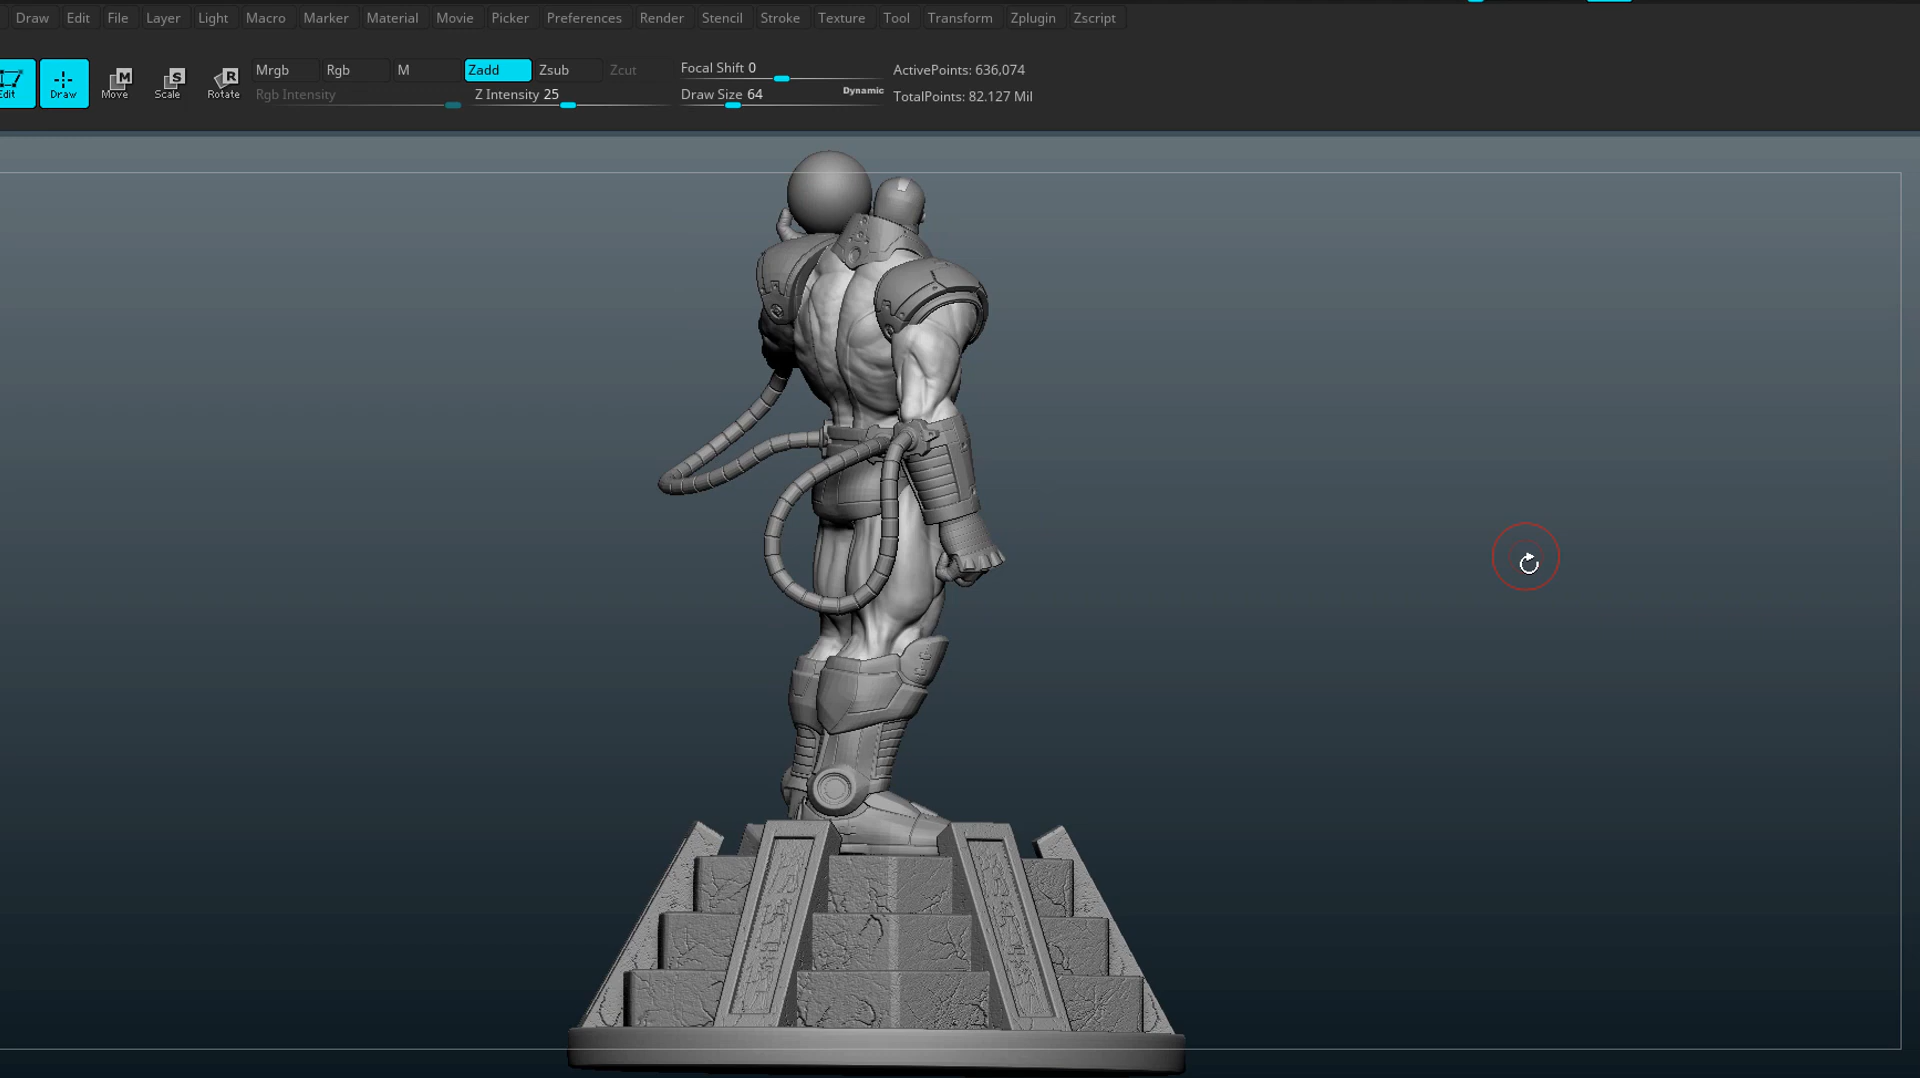 Draw Edit File Layer Light Macro Marker Material Movie Picker Preferences Render Stencil Stroke Texture Tool Transform Zplugin Zscript
Edit Draw Move Scale Rotate
M S R
Mrgb Rgb M Zadd Zsub Zcut
Rgb Intensity Z Intensity 25
Focal Shift 0
Draw Size 64 Dynamic
ActivePoints: 636,074
TotalPoints: 82.127 Mil